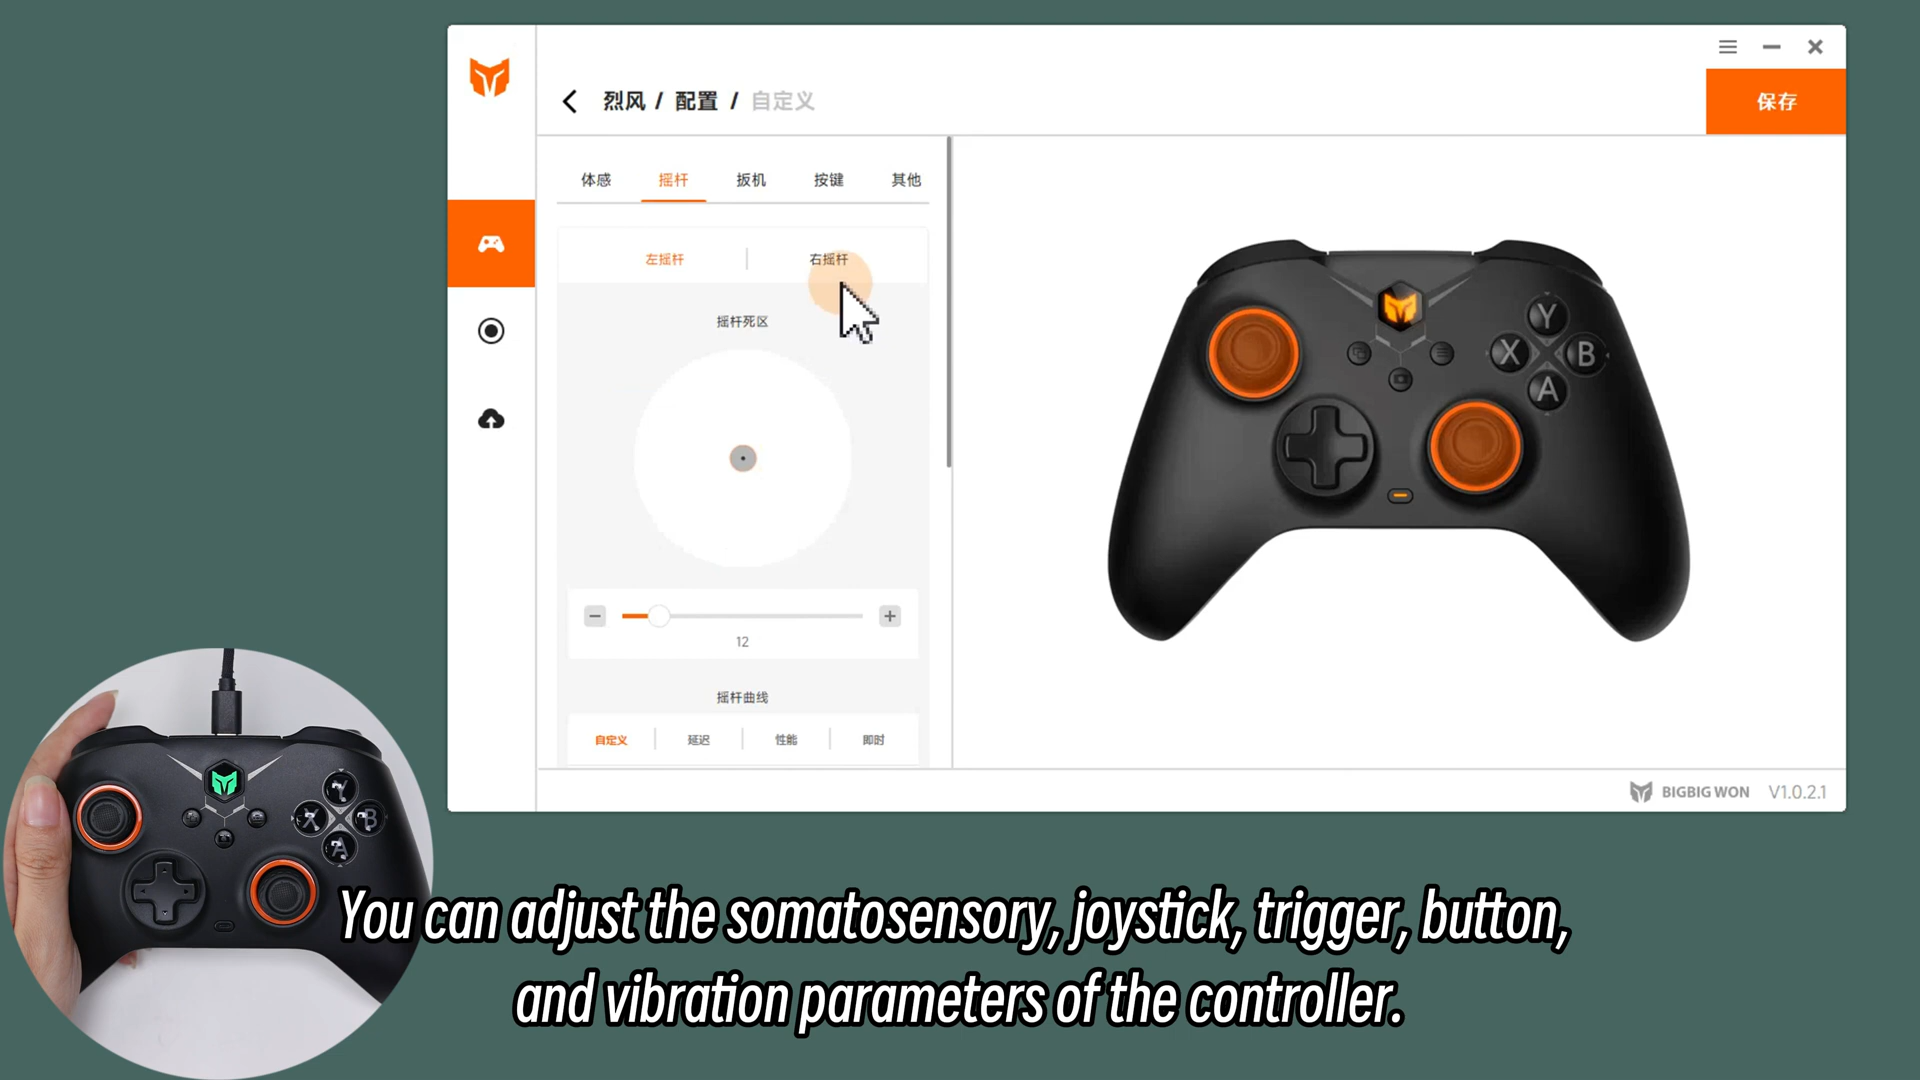 烈风 / 配置 / 自定义
保存
体感 摇杆 扳机 按键 其他
左摇杆 右摇杆
摇杆死区
12
摇杆曲线
自定义 延迟 性能 即时
Y
X B
A
BIGBIG WON V1.0.2.1
Y
X B
A
You can adjust the somatosensory, joystick, trigger, button,
and vibration parameters of the controller.